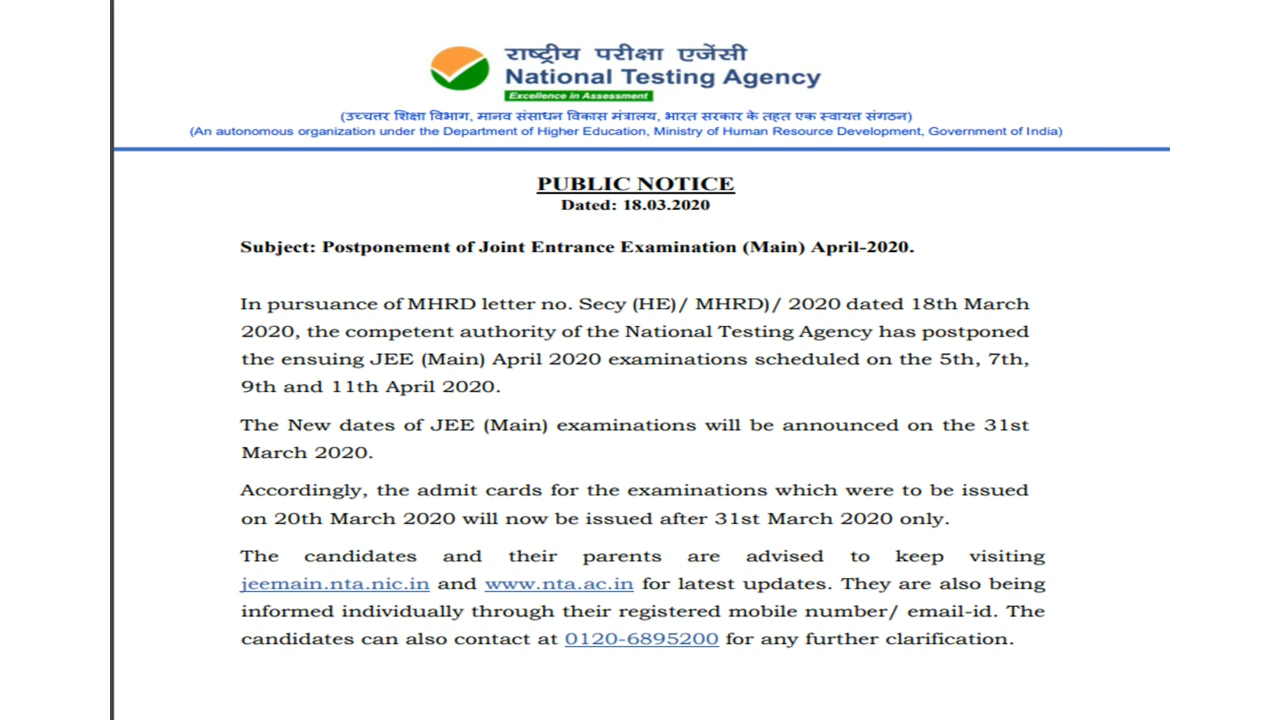 राष्ट्रीय परीक्षा एजेंसी
National Testing Agency
Excellence in Assessment
(उच्चत्तर शिक्षा विभाग, मानव संसाधन विकास मंत्रालय, भारत सरकार के तहत एक स्वायत्त संगठन)
(An autonomous organization under the Department of Higher Education, Ministry of Human Resource Development, Government of India)
PUBLIC NOTICE
Dated: 18.03.2020
Subject: Postponement of Joint Entrance Examination (Main) April-2020.
In pursuance of MHRD letter no. Secy (HE)/ MHRD)/ 2020 dated 18th March
2020, the competent authority of the National Testing Agency has postponed
the ensuing JEE (Main) April 2020 examinations scheduled on the 5th, 7th,
9th and 11th April 2020.
The New dates of JEE (Main) examinations will be announced on the 31st
March 2020.
Accordingly, the admit cards for the examinations which were to be issued
on 20th March 2020 will now be issued after 31st March 2020 only.
The candidates and their parents are advised to keep visiting
jeemain.nta.nic.in and www.nta.ac.in for latest updates. They are also being
informed individually through their registered mobile number/ email-id. The
candidates can also contact at 0120-6895200 for any further clarification.